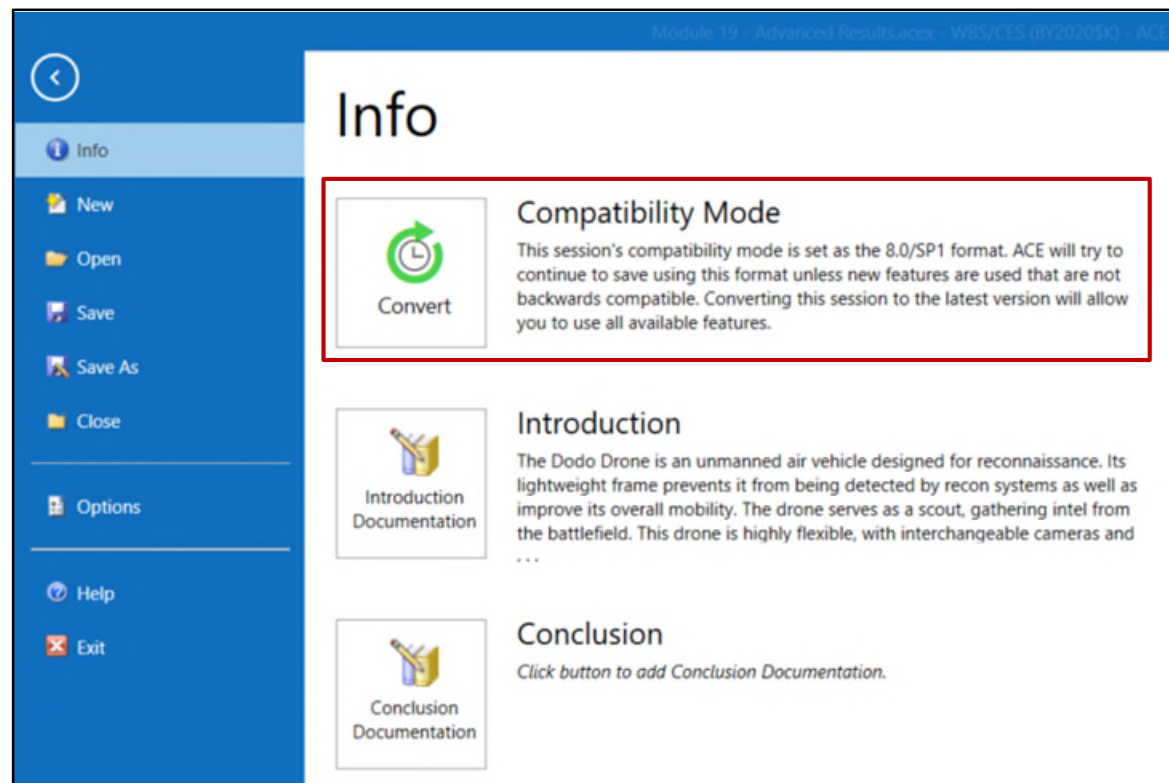 Module 19 - Advanced Results.acex - WBS/CES (BY2020$K) - ACE
Info
New
Open
Save
Save As
Close
Options
Help
Exit
Info
Convert
Compatibility Mode
This session's compatibility mode is set as the 8.0/SP1 format. ACE will try to
continue to save using this format unless new features are used that are not
backwards compatible. Converting this session to the latest version will allow
you to use all available features.
Introduction
Documentation
Introduction
The Dodo Drone is an unmanned air vehicle designed for reconnaissance. Its
lightweight frame prevents it from being detected by recon systems as well as
improve its overall mobility. The drone serves as a scout, gathering intel from
the battlefield. This drone is highly flexible, with interchangeable cameras and
. . .
Conclusion
Documentation
Conclusion
Click button to add Conclusion Documentation.